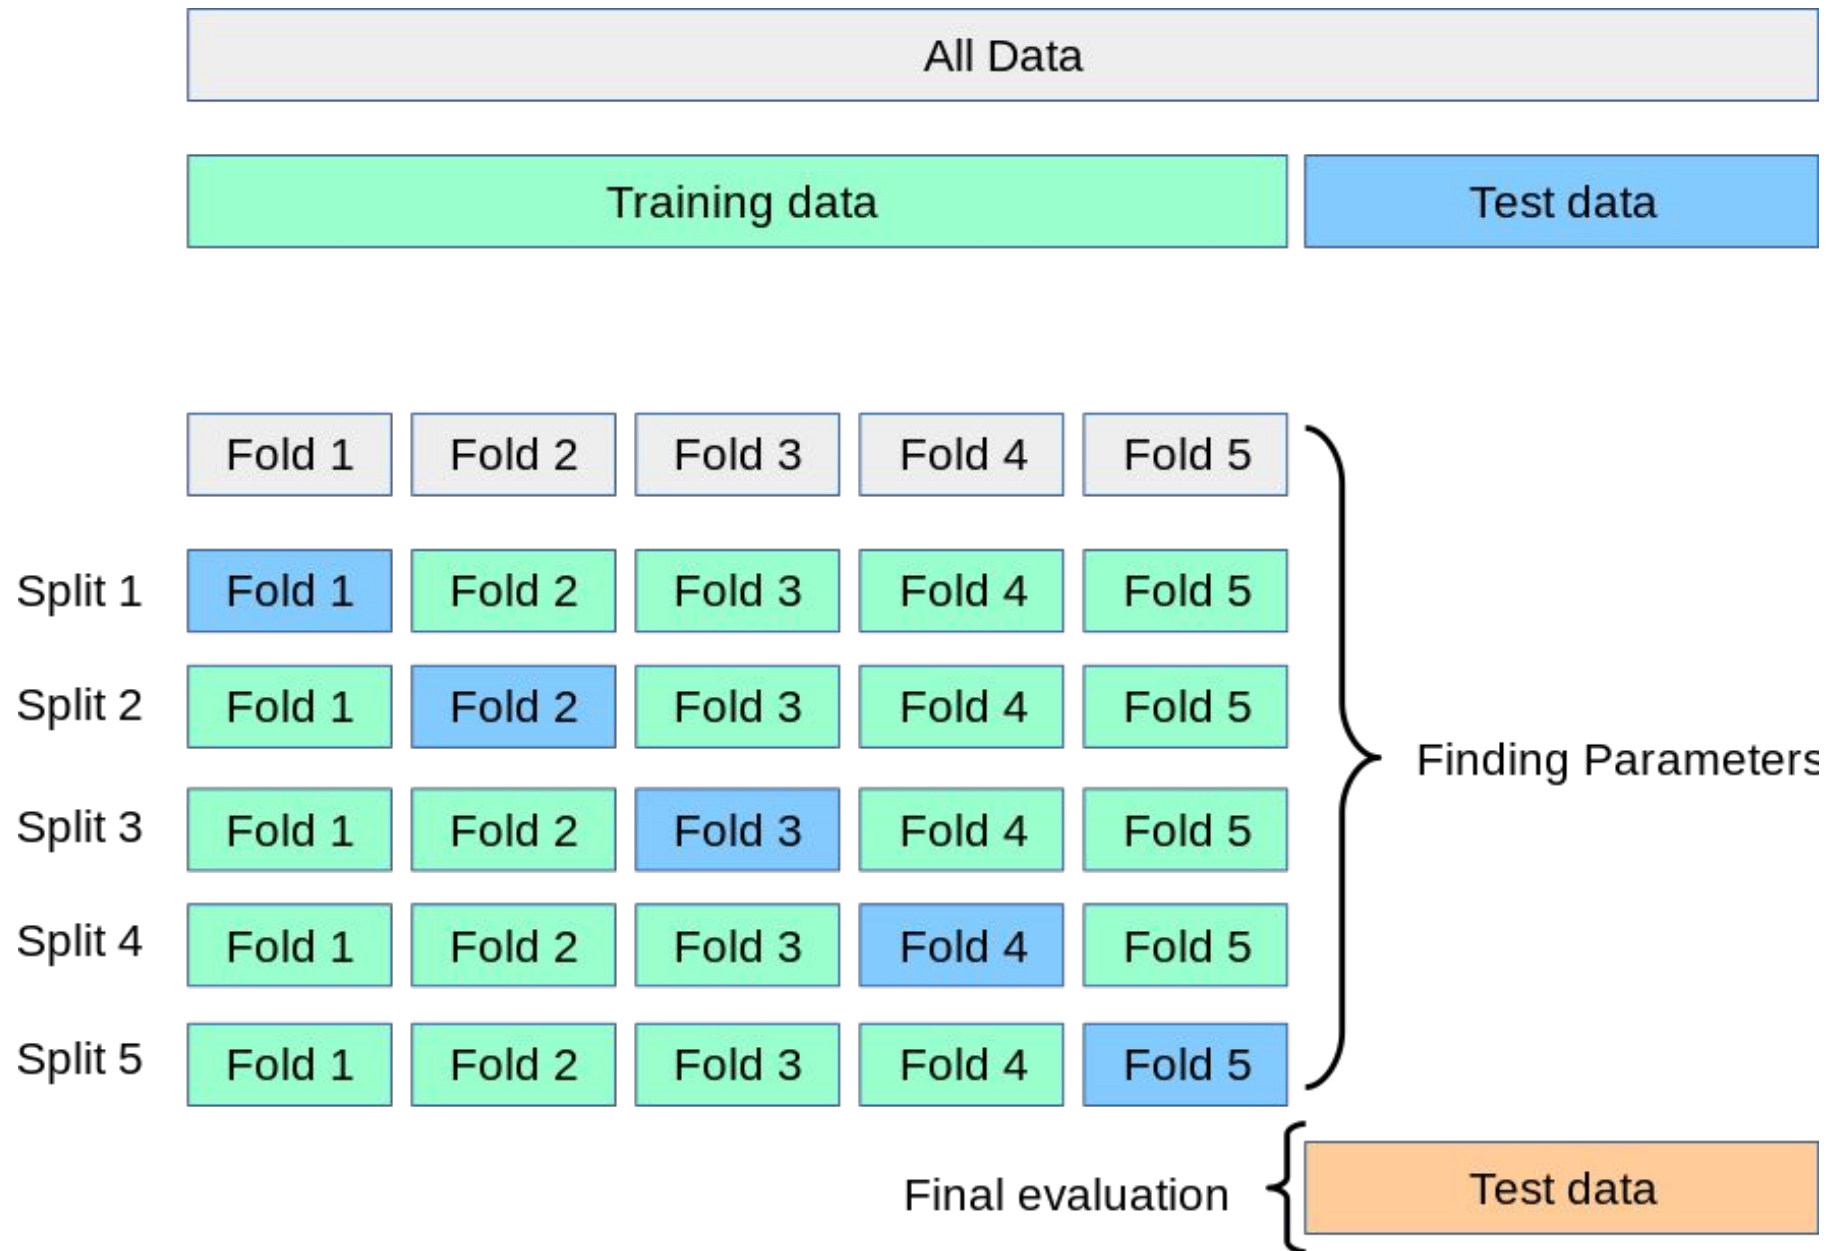 All Data
Training data Test data
Fold 1 Fold 2 Fold 3 Fold 4 Fold 5
Split 1 Fold 1 Fold 2 Fold 3 Fold 4 Fold 5
Split 2 Fold 1 Fold 2 Fold 3 Fold 4 Fold 5
Finding Parameters
Split 3 Fold 1 Fold 2 Fold 3 Fold 4 Fold 5
Split 4 Fold 1 Fold 2 Fold 3 Fold 4 Fold 5
Split 5 Fold 1 Fold 2 Fold 3 Fold 4 Fold 5
Final evaluation Test data